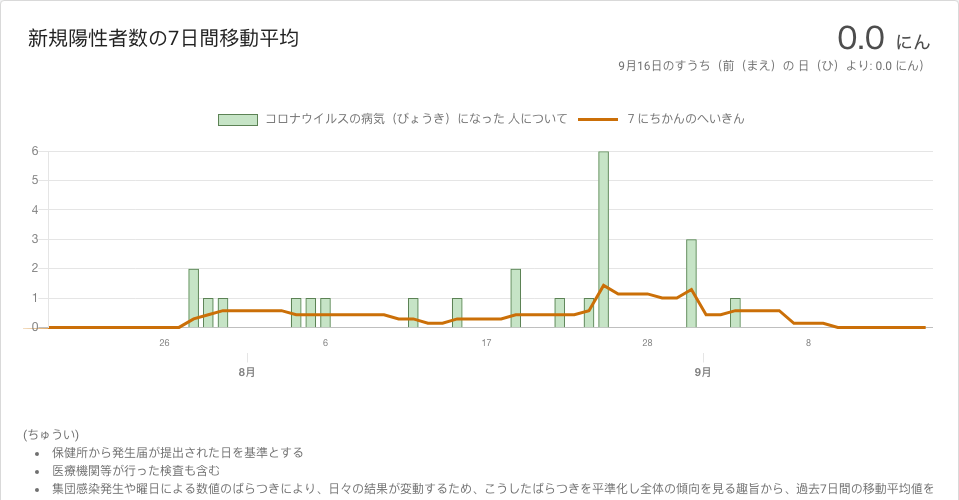 新規陽性者数の7日間移動平均
0.0 にん
9月16日のすうち（前（まえ）の 日（ひ）より: 0.0 にん）
コロナウイルスの病気（びょうき）になった 人について 7 にちかんのへいきん
6
5
4
3
2
1
0
26 6 17 28 8
8月 9月
(ちゅうい)
• 保健所から発生届が提出された日を基準とする
• 医療機関等が行った検査も含む
• 集団感染発生や曜日による数値のばらつきにより、日々の結果が変動するため、こうしたばらつきを平準化し全体の傾向を見る趣旨から、過去7日間の移動平均値を